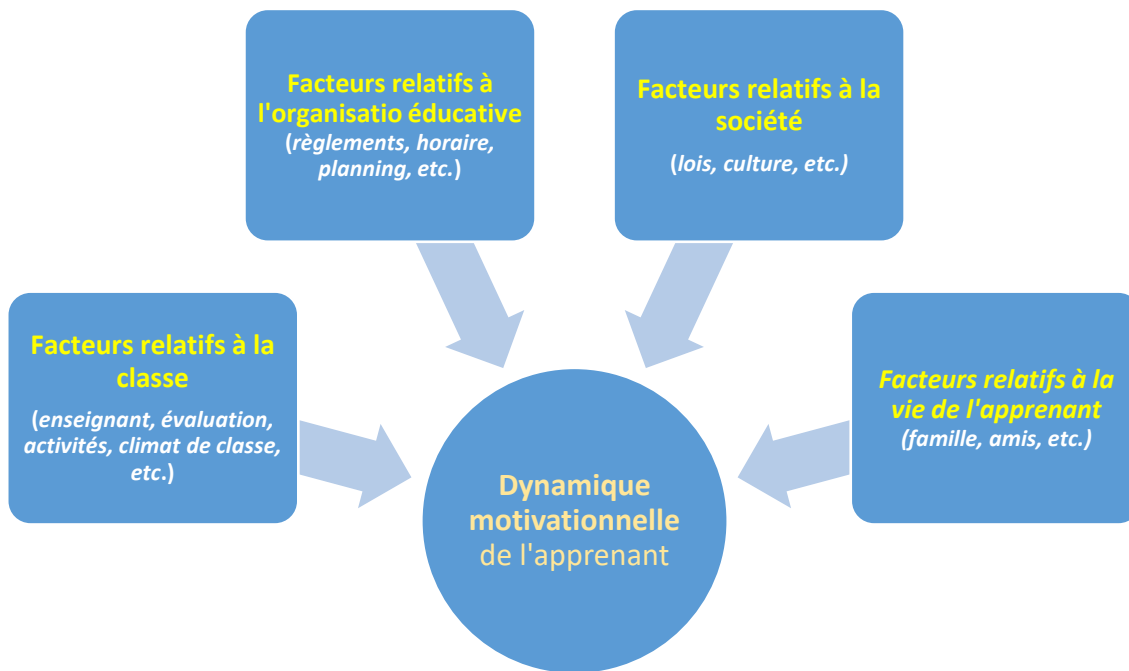 Facteurs relatifs à
l'organisatio éducative
(règlements, horaire,
planning, etc.)
Facteurs relatifs à la
société
(lois, culture, etc.)
Facteurs relatifs à la
classe
(enseignant, évaluation,
activités, climat de classe,
etc.)
Facteurs relatifs à la
vie de l'apprenant
(famille, amis, etc.)
Dynamique
motivationnelle
de l'apprenant